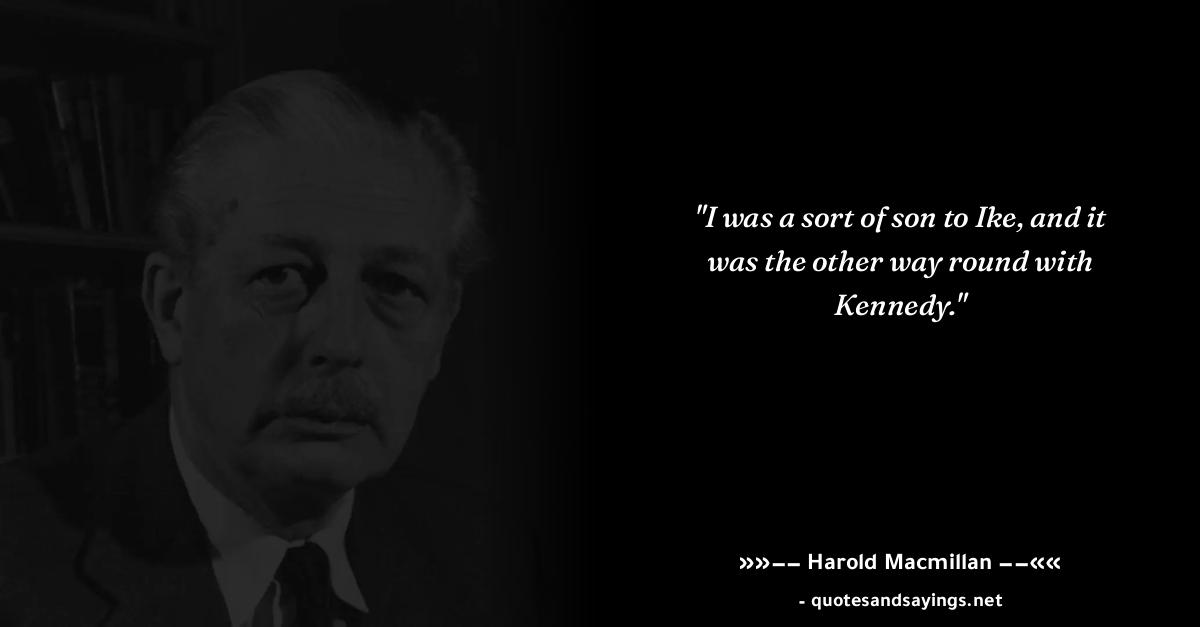 "I was a sort of son to Ike, and it
was the other way round with
Kennedy."
»»−− Harold Macmillan −−««
- quotesandsayings.net